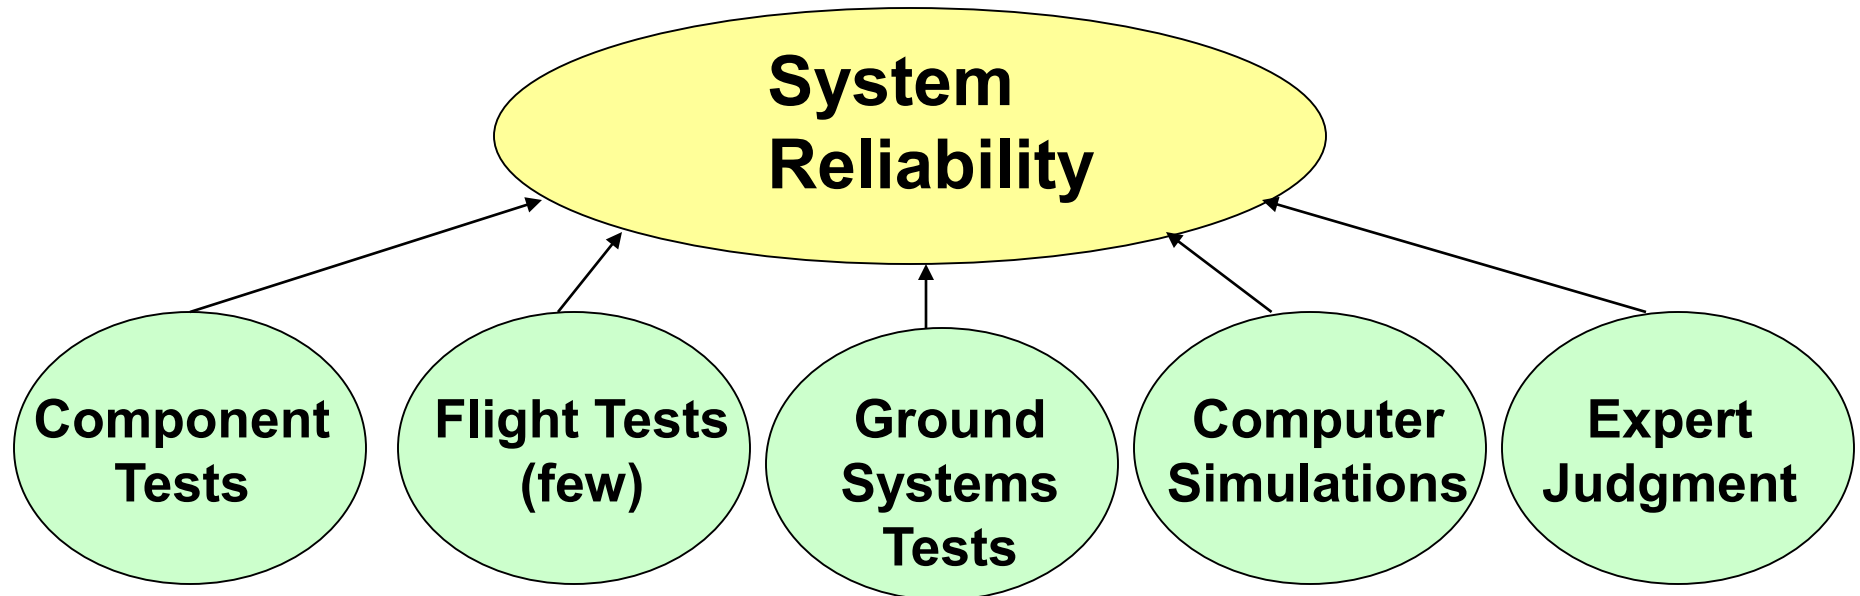 System
Reliability
Component
Tests
Flight Tests
(few)
Ground
Systems
Tests
Computer
Simulations
Expert
Judgment